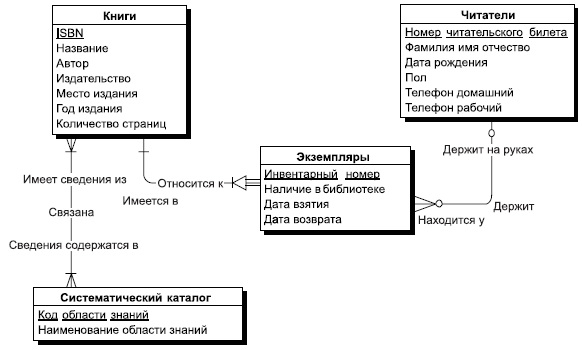 Книги
ISBN
Название
Автор
Издательство
Место издания
Год издания
Количество страниц
Читатели
Номер читательского билета
Фамилия имя отчество
Дата рождения
Пол
Телефон домашний
Телефон рабочий
Держит на руках
Экземпляры
Инвентарный номер
Наличие в библиотеке
Дата взятия
Дата возврата
Относится к
Имеется в
Держит
Находится у
Имеет сведения из
Связана
Сведения содержатся в
Систематический каталог
Код области знаний
Наименование области знаний